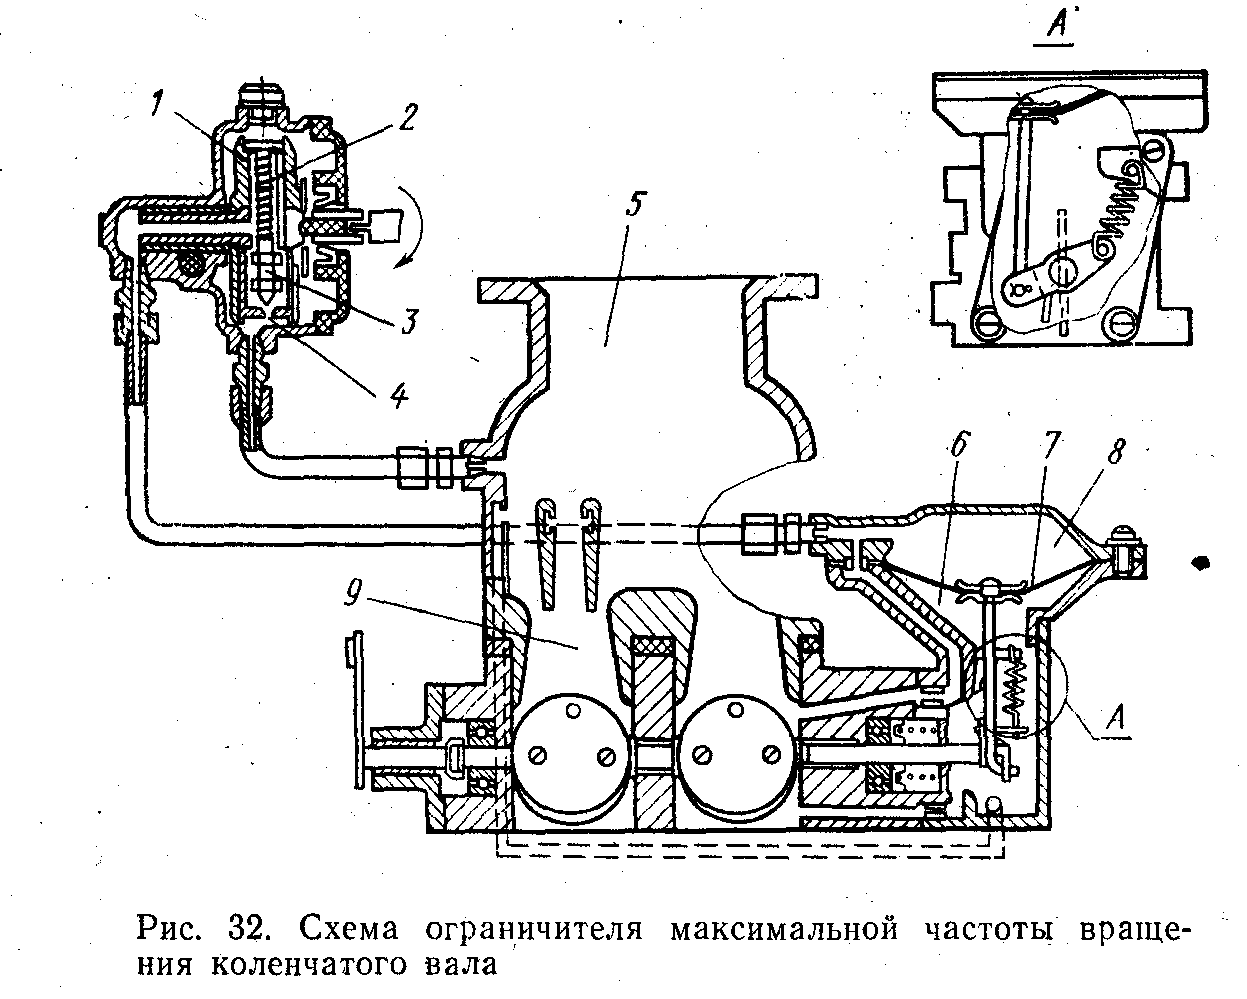 А
1
2
3
4
5
6
7
8
9
А
Рис. 32. Схема ограничителя максимальной частоты враще-
ния коленчатого вала